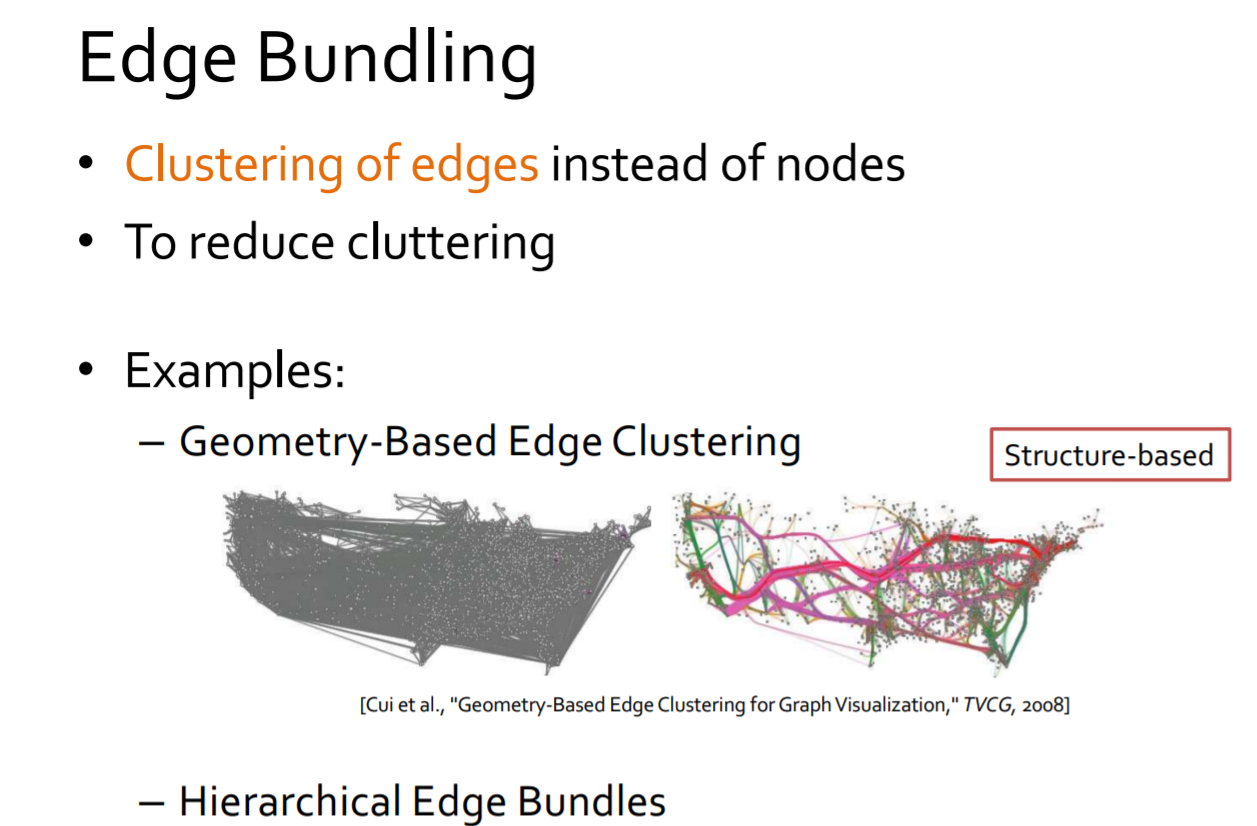 Edge Bundling
• Clustering of edges instead of nodes
• To reduce cluttering
• Examples:
– Geometry-Based Edge Clustering
Structure-based
[Cui et al., "Geometry-Based Edge Clustering for Graph Visualization," TVCG, 2008]
– Hierarchical Edge Bundles